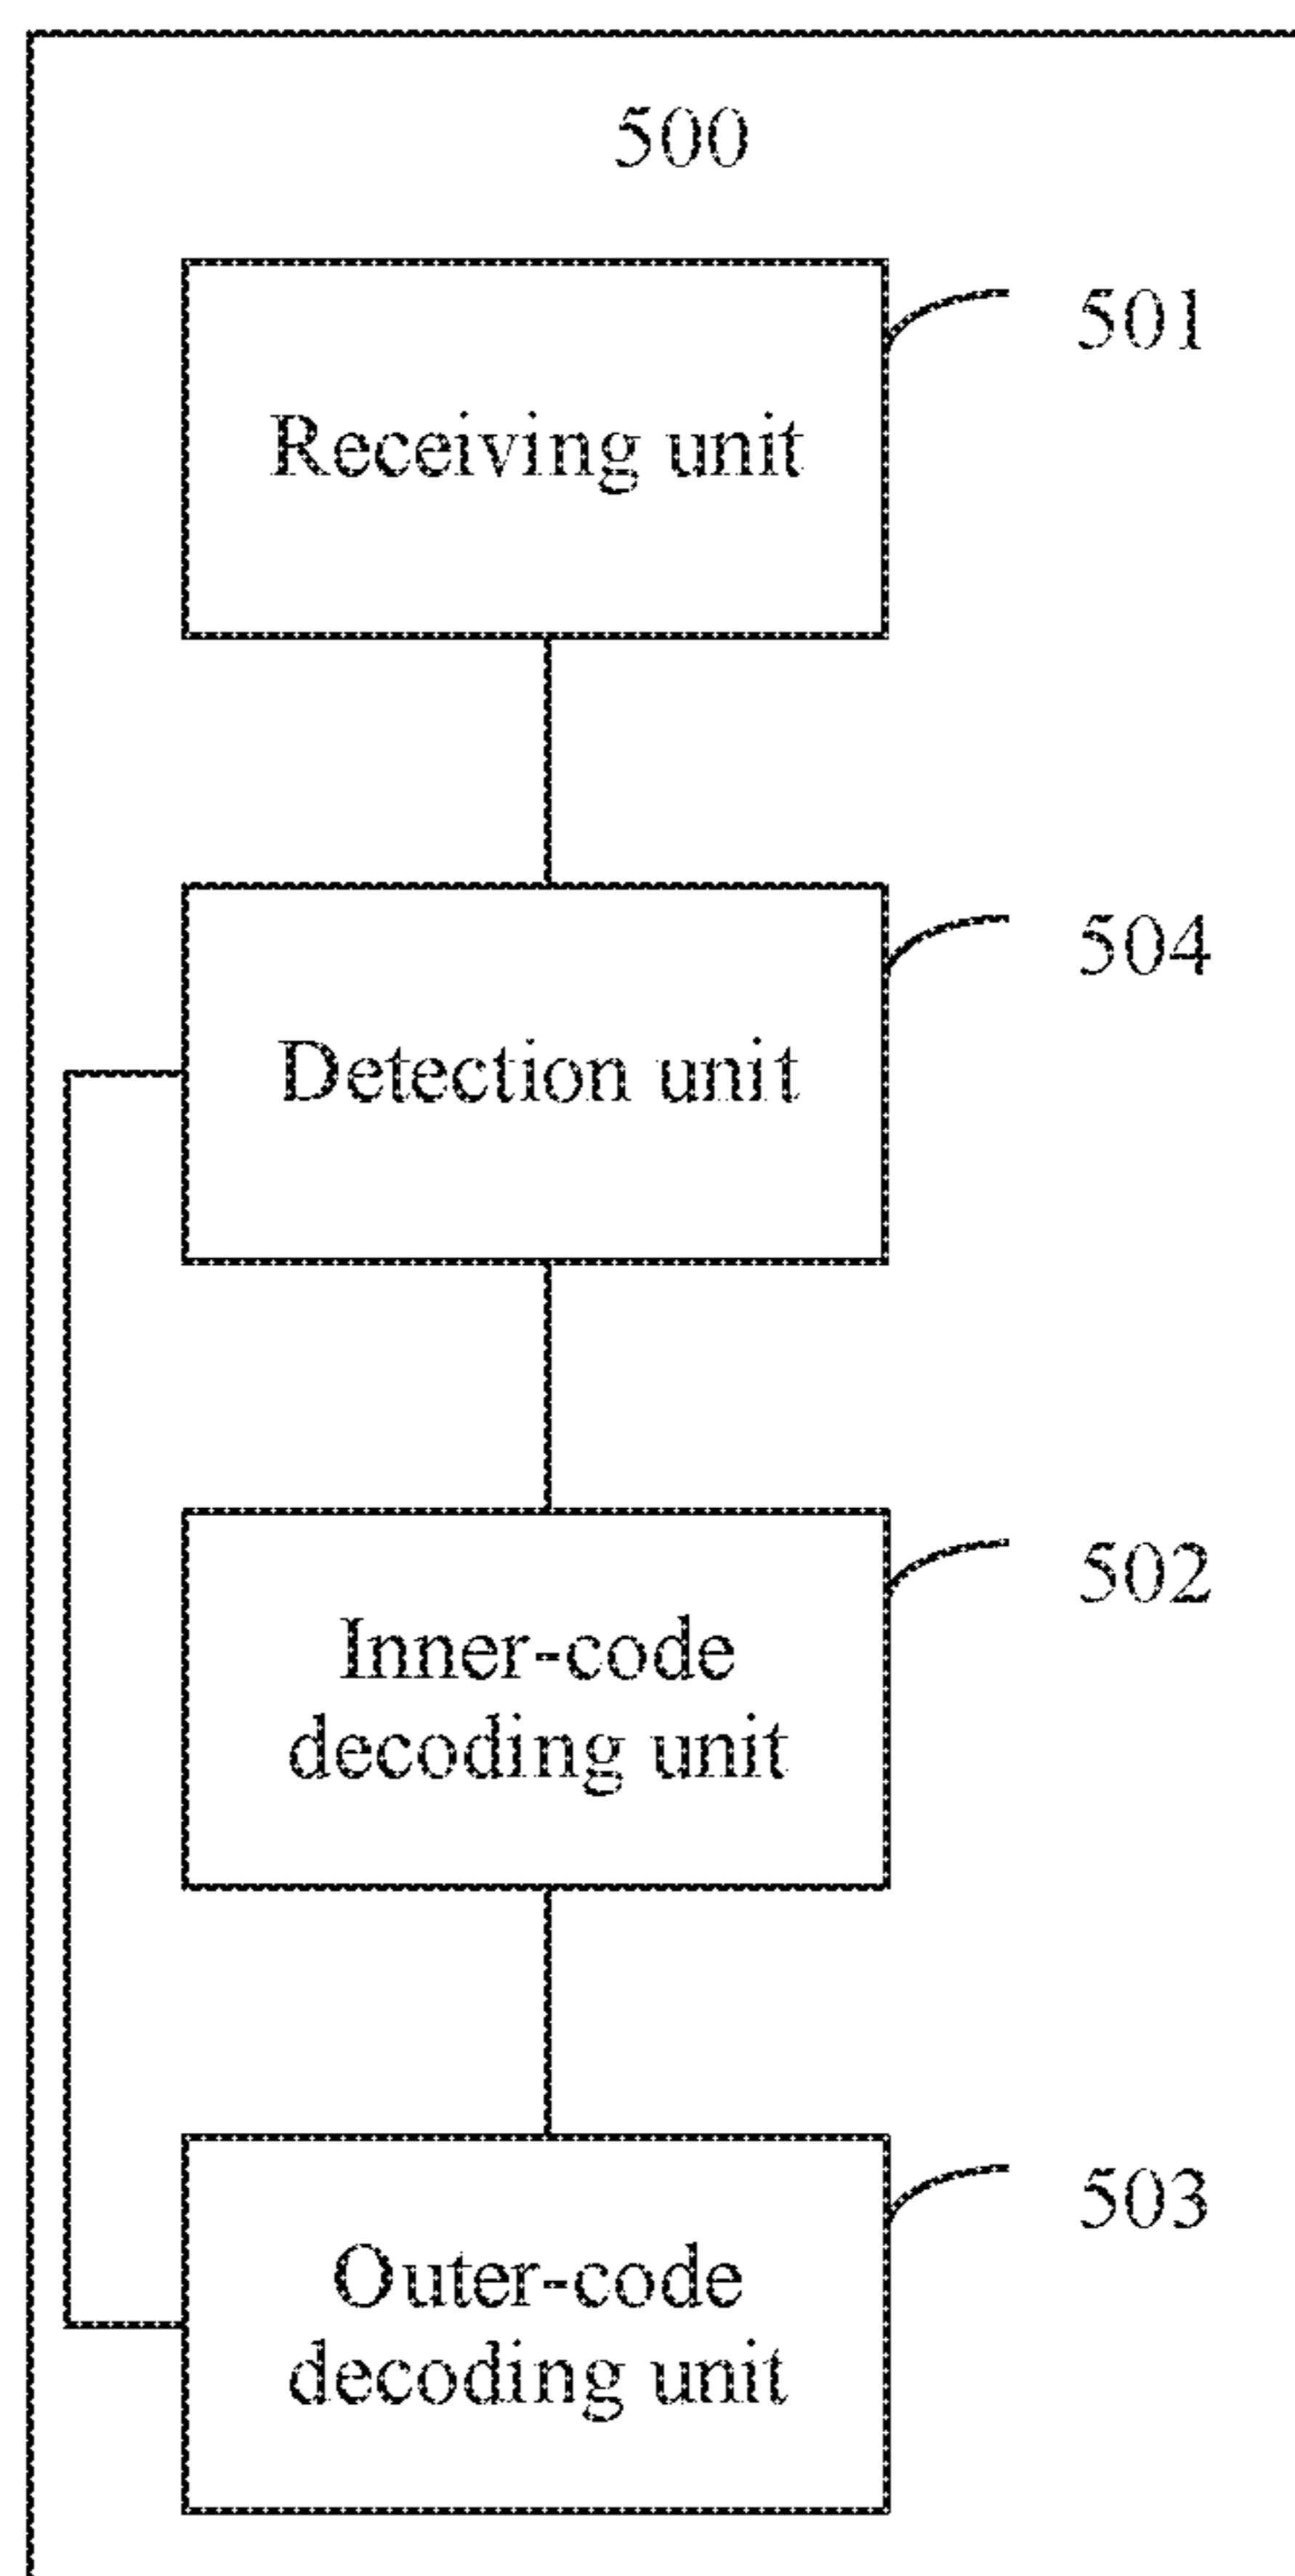 500
Receiving unit
501
Detection unit
504
Inner-code
decoding unit
502
Outer-code
decoding unit
503